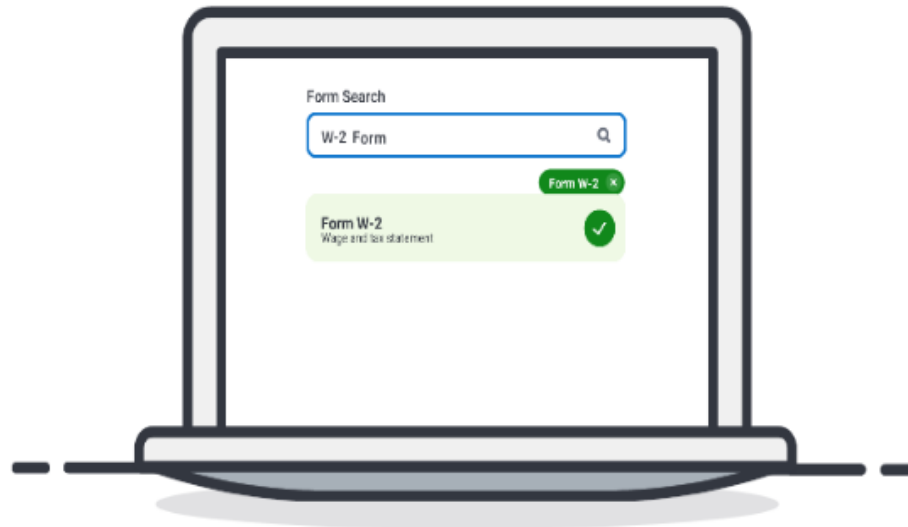 Form Search
W-2 Form
Form W-2
Form W-2
Wage and tax statement